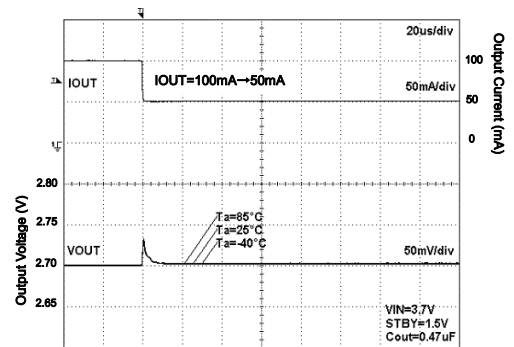 20us/div
IOUT
IOUT=100mA→50mA
50mA/div
100
50
0
Output Current (mA)
2.80
2.75
2.70
2.65
Output Voltage (V)
Ta=85°C
Ta=25°C
Ta=-40°C
VOUT
50mV/div
VIN=3.7V
STBY=1.5V
Cout=0.47uF